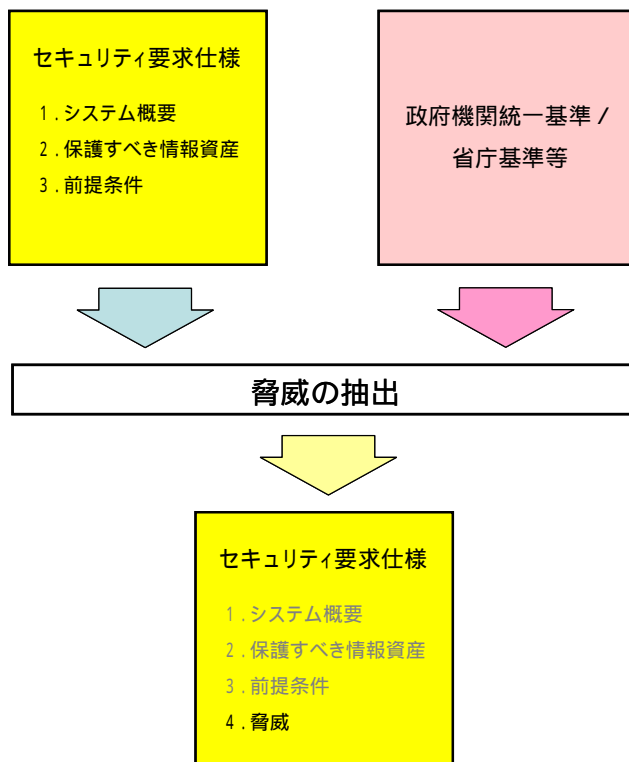 セキュリティ要求仕様
1.システム概要
2.保護すべき情報資産
3.前提条件
政府機関統一基準/
省庁基準等
脅威の抽出
セキュリティ要求仕様
1.システム概要
2.保護すべき情報資産
3.前提条件
4.脅威